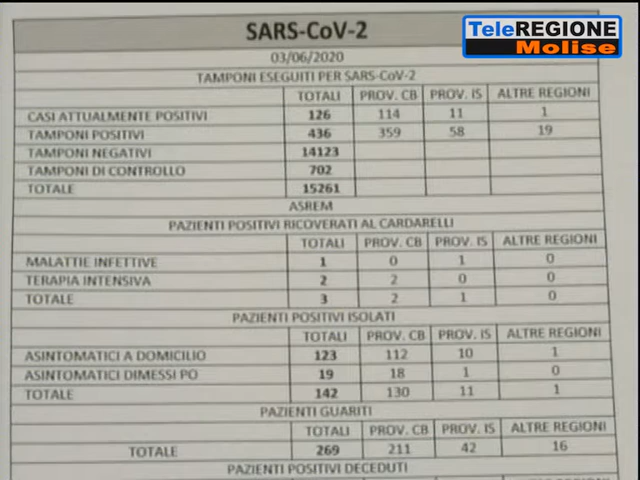 SARS-CoV-2
TeleREGIONE
Molise
03/06/2020
TAMPONI ESEGUITI PER SARS-CoV-2
TOTALI PROV. CB PROV. IS ALTRE REGIONI
CASI ATTUALMENTE POSITIVI 126 114 11 1
TAMPONI POSITIVI 436 359 58 19
TAMPONI NEGATIVI 14123
TAMPONI DI CONTROLLO 702
TOTALE 15261
ASREM
PAZIENTI POSITIVI RICOVERATI AL CARDARELLI
TOTALI PROV. CB PROV. IS ALTRE REGIONI
MALATTIE INFETTIVE 1 0 1 0
TERAPIA INTENSIVA 2 2 0 0
TOTALE 3 2 1 0
PAZIENTI POSITIVI ISOLATI
TOTALI PROV. CB PROV. IS ALTRE REGIONI
ASINTOMATICI A DOMICILIO 123 112 10 1
ASINTOMATICI DIMESSI PO 19 18 1 0
TOTALE 142 130 11 1
PAZIENTI GUARITI
TOTALI PROV. CB PROV. IS ALTRE REGIONI
TOTALE 269 211 42 16
PAZIENTI POSITIVI DECEDUTI